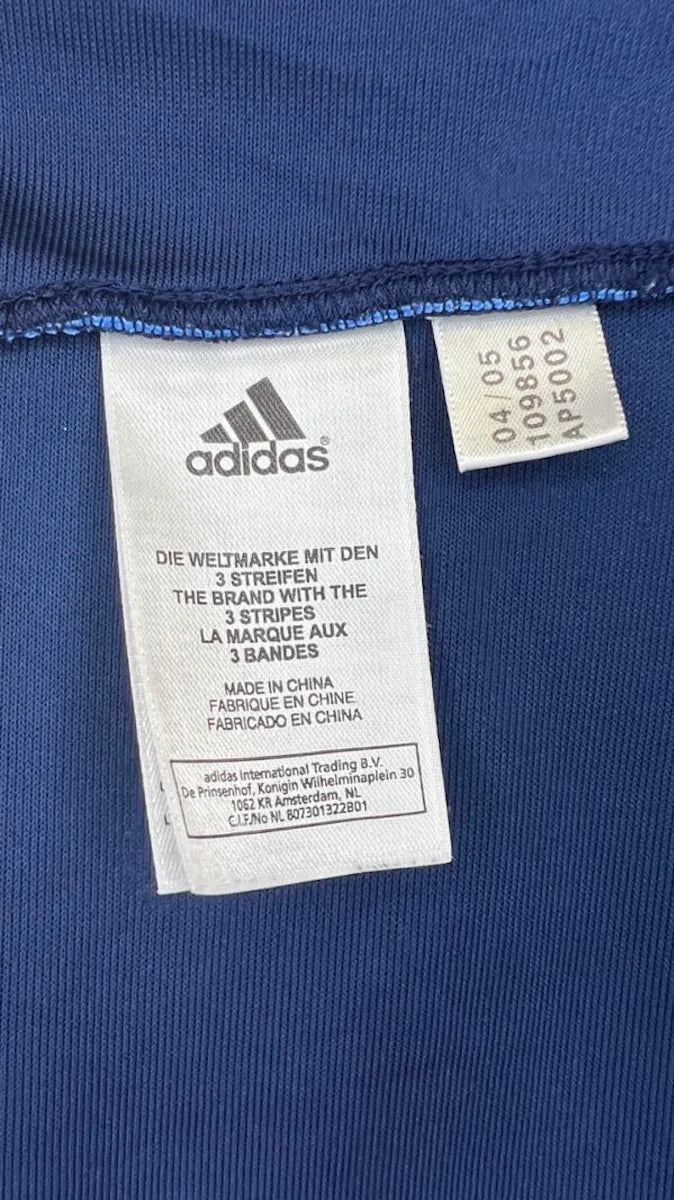 adidas®
DIE WELTMARKE MIT DEN
3 STREIFEN
THE BRAND WITH THE
3 STRIPES
LA MARQUE AUX
3 BANDES
MADE IN CHINA
FABRIQUE EN CHINE
FABRICADO EN CHINA
adidas International Trading B.V.
De Prinsenhof, Konigin Wilhelminaplein 30
1062 KR Amsterdam, NL
C.I.F./No NL 807301322B01
04/05
109856
AP5002